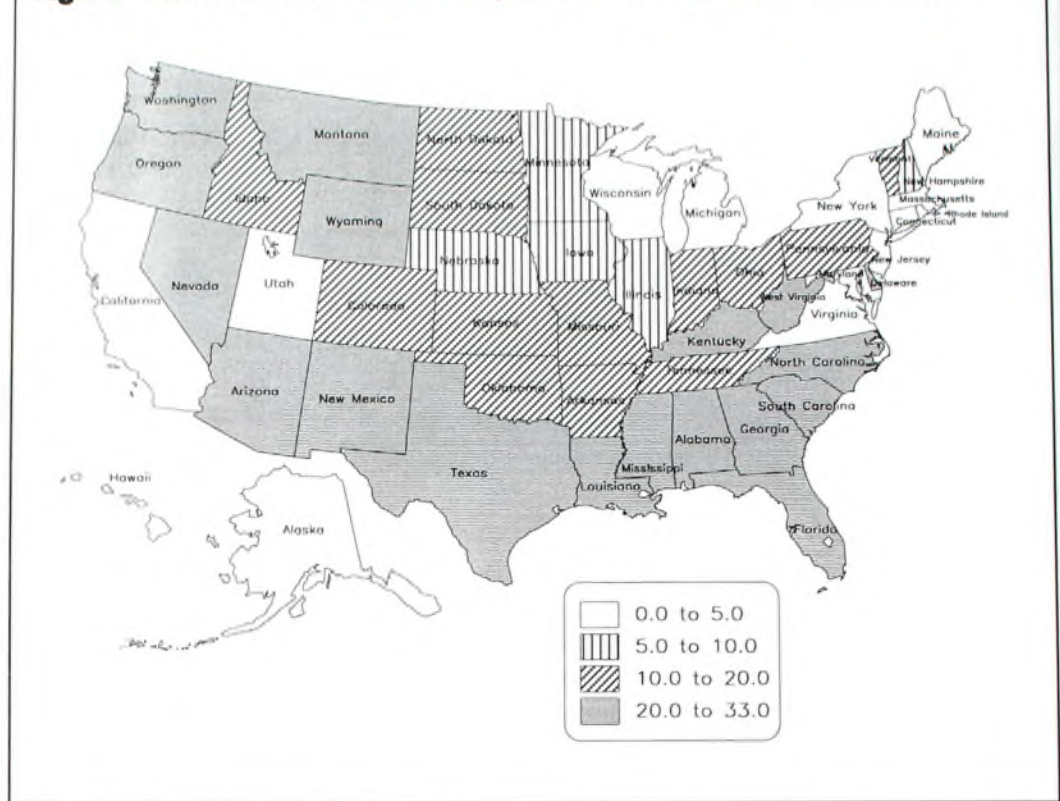 Washington
Montana
North Dakota
Minnesota
Maine
Oregon
Vermont
Idaho
Wisconsin
New Hampshire
South Dakota
Massachusetts
Wyoming
Michigan
New York
Rhode Island
Connecticut
Iowa
Pennsylvania
Nebraska
New Jersey
Nevada
Utah
Ohio
Maryland
Delaware
Illinois
Indiana
California
Colorado
West Virginia
Virginia
Kansas
Missouri
Kentucky
North Carolina
Tennessee
Arizona
Oklahoma
New Mexico
Arkansas
South Carolina
Georgia
Alabama
Texas
Mississippi
Hawaii
Louisiana
Alaska
Florida
0.0 to 5.0
5.0 to 10.0
10.0 to 20.0
20.0 to 33.0